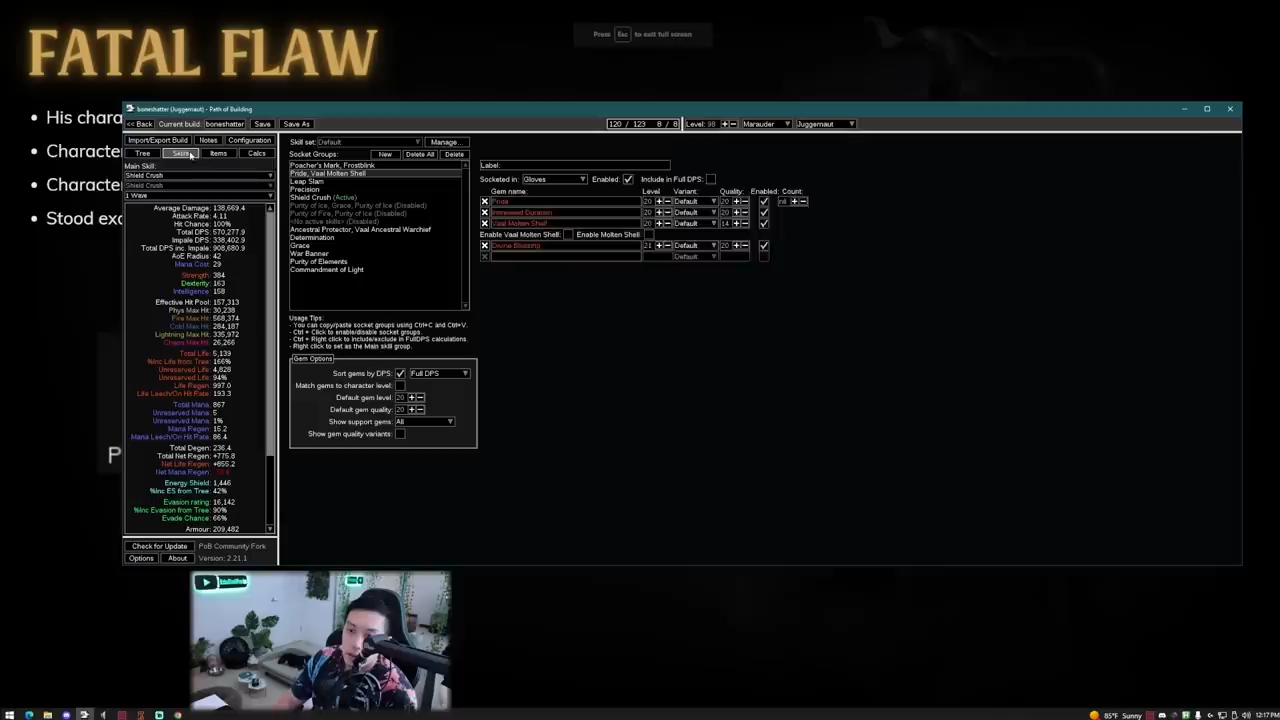 FATAL FLAW
Press Esc to exit full screen
His chara
Character
Character
Stood exc
P
boneshatter (Juggernaut) - Path of Building
<< Back Current build: boneshatter Save Save As 120 / 123 8 / 8 Level: 98 Marauder Juggernaut
Import/Export Build Notes Configuration
Tree Skills Items Calcs
Main Skill:
Shield Crush
Shield Crush
1 Wave
Average Damage: 138,669.4
Attack Rate: 4.11
Hit Chance: 100%
Total DPS: 570,277.9
Impale DPS: 338,402.9
Total DPS inc. Impale: 908,680.9
AoE Radius: 42
Mana Cost: 29
Strength: 384
Dexterity: 163
Intelligence: 158
Effective Hit Pool: 157,313
Phys Max Hit: 30,238
Fire Max Hit: 568,374
Cold Max Hit: 284,187
Lightning Max Hit: 335,972
Chaos Max Hit: 26,266
Total Life: 5,139
%Inc Life from Tree: 166%
Unreserved Life: 4,828
Unreserved Life: 94%
Life Regen: 997.0
Life Leech/On Hit Rate: 193.3
Total Mana: 867
Unreserved Mana: 5
Unreserved Mana: 1%
Mana Regen: 15.2
Mana Leech/On Hit Rate: 86.4
Total Degen: 236.4
Total Net Regen: +775.8
Net Life Regen: +855.2
Net Mana Regen:
Energy Shield: 1,446
%Inc ES from Tree: 42%
Evasion rating: 16,142
%Inc Evasion from Tree: 90%
Evade Chance: 66%
Armour: 209,482
Check for Update PoB Community Fork
Options About Version: 2.21.1
Skill set: Default Manage...
Socket Groups: New Delete All Delete
Poacher's Mark, Frostblink
Pride, Vaal Molten Shell
Leap Slam
Precision
Shield Crush (Active)
Purity of Ice, Grace, Purity of Ice (Disabled)
Purity of Fire, Purity of Ice (Disabled)
<No active skills> (Disabled)
Ancestral Protector, Vaal Ancestral Warchief
Determination
Grace
War Banner
Purity of Elements
Commandment of Light
Usage Tips:
- You can copy/paste socket groups using Ctrl+C and Ctrl+V.
- Ctrl + Click to enable/disable socket groups.
- Ctrl + Right click to include/exclude in FullDPS calculations.
- Right click to set as the Main skill group.
Gem Options
Sort gems by DPS: Full DPS
Match gems to character level:
Default gem level: 20
Default gem quality: 20
Show support gems: All
Show gem quality variants:
Label:
Socketed in: Gloves Enabled: Include in Full DPS:
Gem name: Level Variant: Quality: Enabled: Count:
Pride 20 Default 20 nil
Increased Duration 20 Default 20
Vaal Molten Shell 20 Default 14
Enable Vaal Molten Shell: Enable Molten Shell:
Divine Blessing 21 Default 20
Default
85°F Sunny 12:17 PM